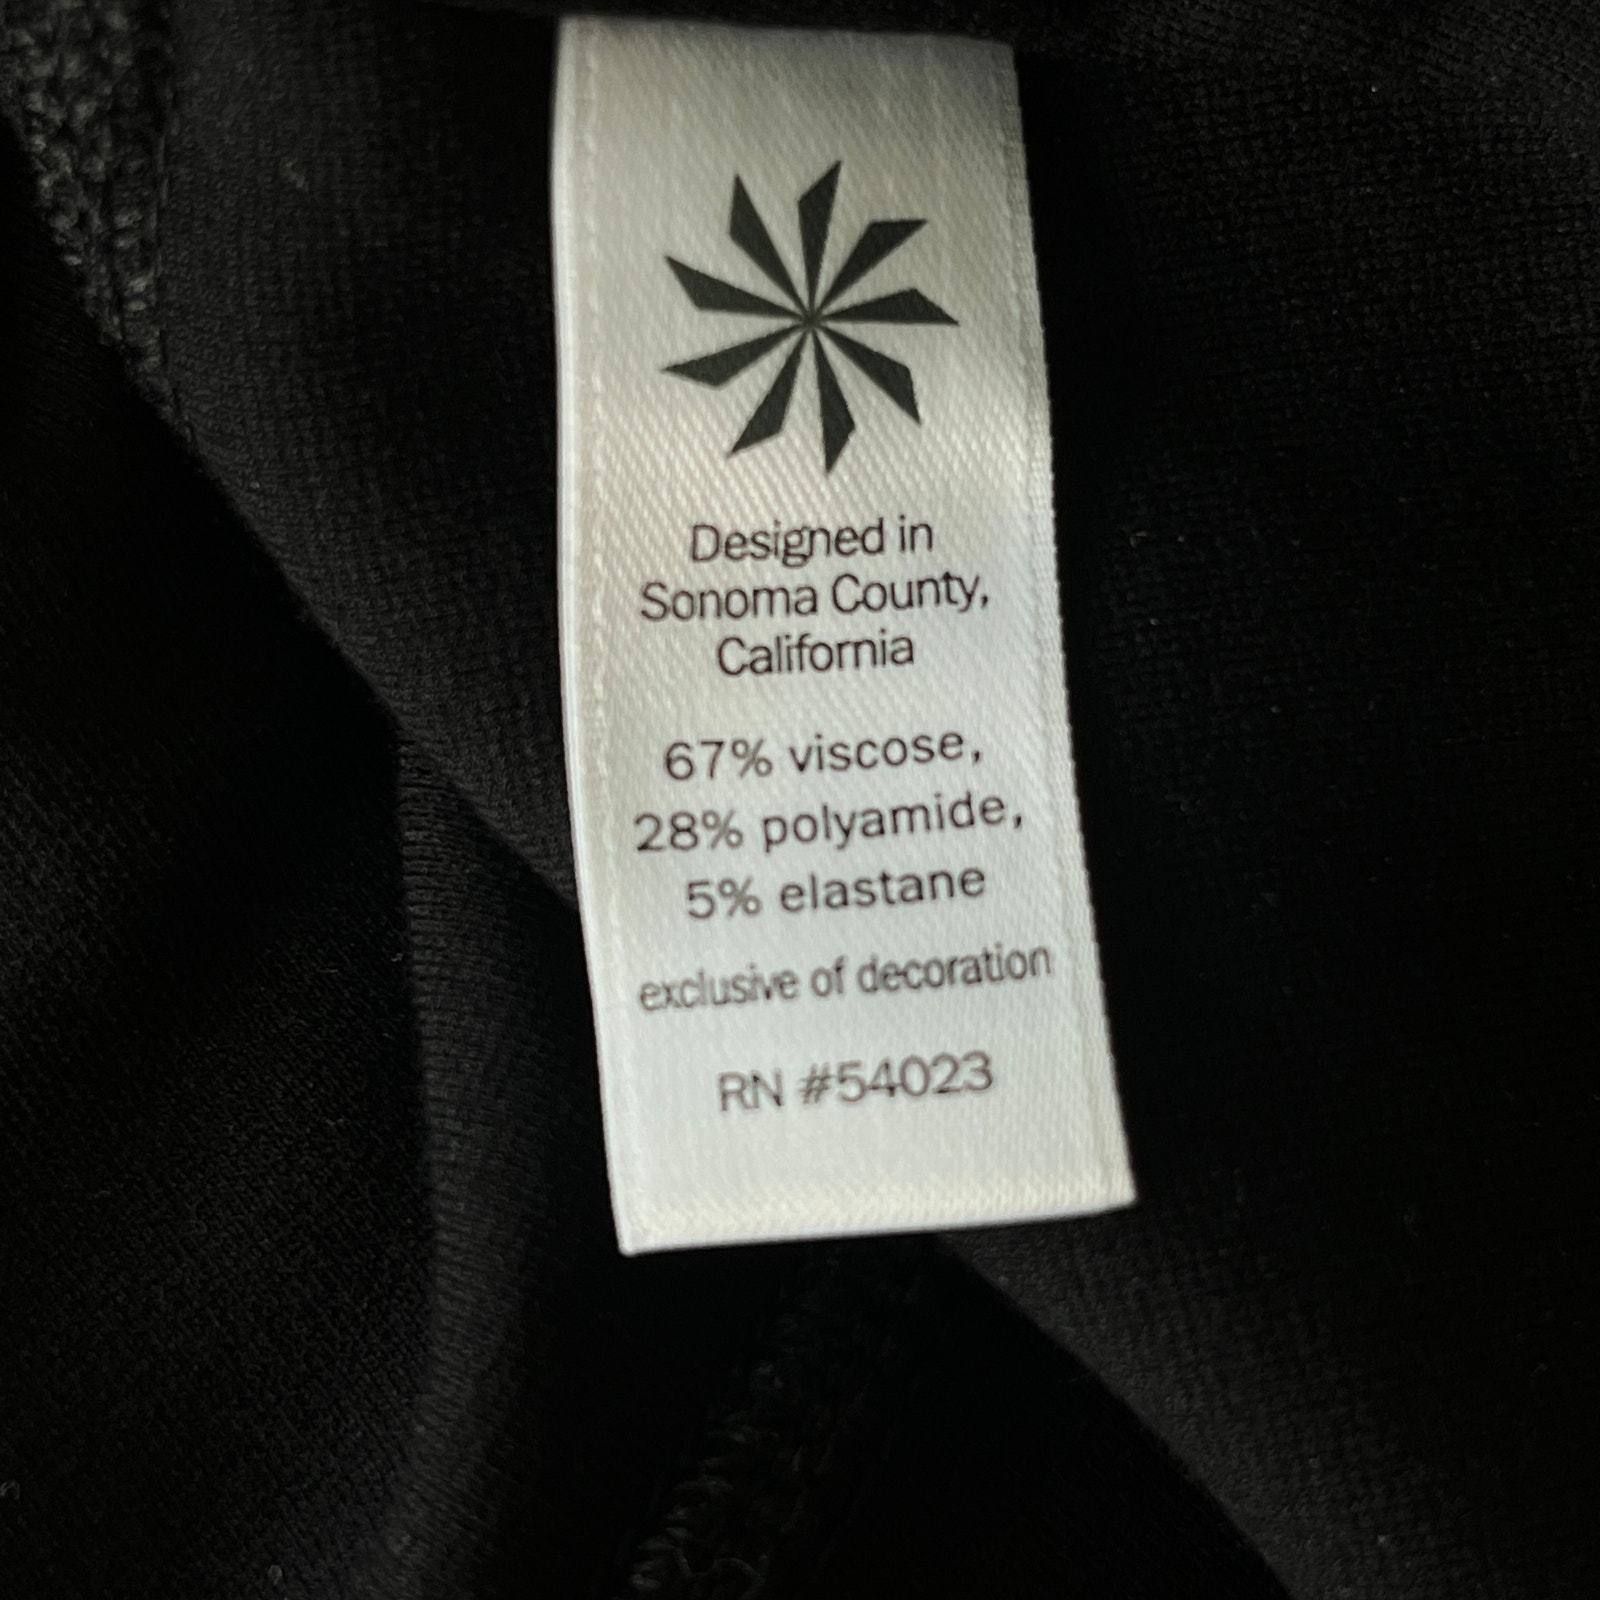 Designed in
Sonoma County,
California
67% viscose,
28% polyamide,
5% elastane
exclusive of decoration
RN #54023